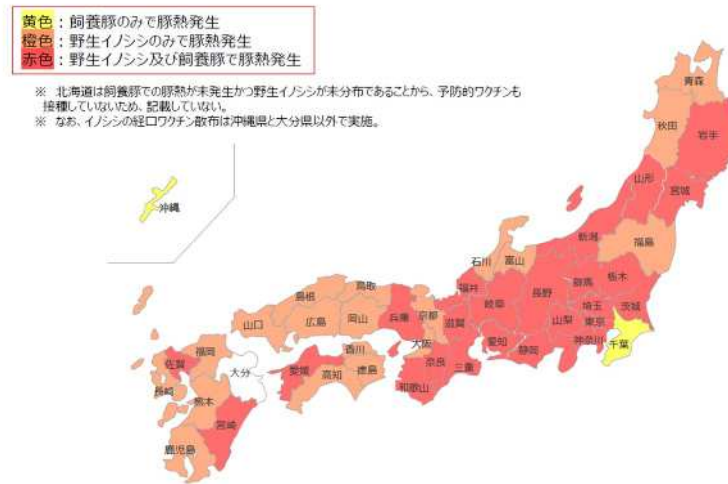 黄色：飼養豚のみで豚熱発生
橙色：野生イノシシのみで豚熱発生
赤色：野生イノシシ及び飼養豚で豚熱発生
※ 北海道は飼養豚での豚熱が未発生かつ野生イノシシが未分布であることから、予防的ワクチンも
接種していないため、記載していない。
※ なお、イノシシの経口ワクチン散布は沖縄県と大分県以外で実施。
青森
秋田
岩手
山形
宮城
沖縄
新潟
福島
石川
富山
福井
群馬
栃木
鳥取
島根
長野
岐阜
埼玉
茨城
兵庫
京都
滋賀
山口
広島
岡山
山梨
東京
大阪
愛知
静岡
神奈川
千葉
福岡
香川
奈良
三重
佐賀
大分
愛媛
高知
徳島
和歌山
長崎
熊本
宮崎
鹿児島